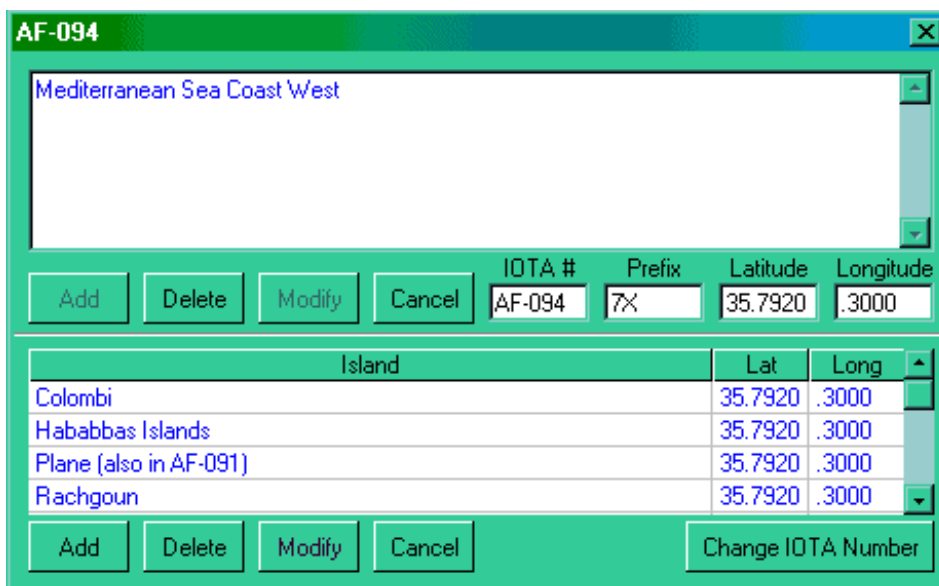 AF-094
Mediterranean Sea Coast West
IOTA # Prefix Latitude Longitude
Add Delete Modify Cancel AF-094 7X 35.7920 .3000
Island Lat Long
Colombi 35.7920 .3000
Hababbas Islands 35.7920 .3000
Plane (also in AF-091) 35.7920 .3000
Rachgoun 35.7920 .3000
Add Delete Modify Cancel Change IOTA Number